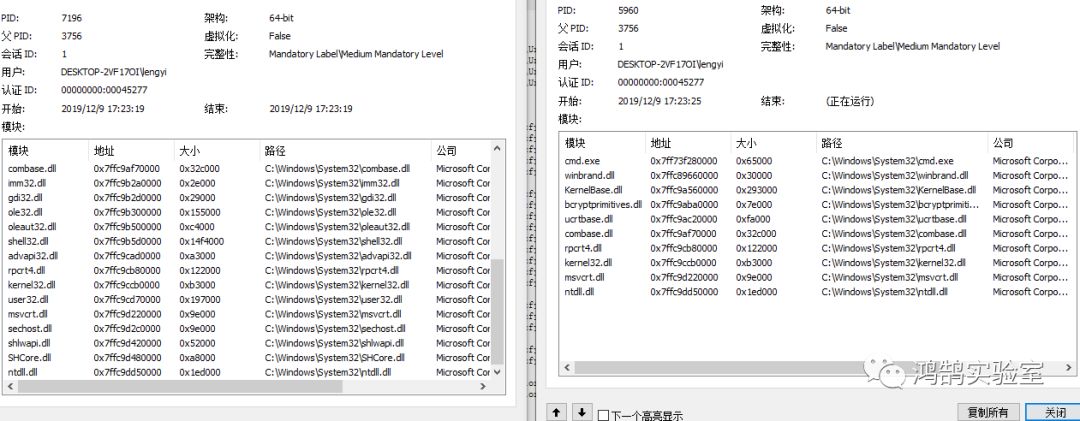 PID: 7196 架构: 64-bit
父 PID: 3756 虚拟化: False
会话 ID: 1 完整性: Mandatory Label\Medium Mandatory Level
用户: DESKTOP-2VF17OI\lengyi
认证 ID: 00000000:00045277
开始: 2019/12/9 17:23:19 结束: 2019/12/9 17:23:19
模块:
模块 地址 大小 路径 公司
combase.dll 0x7ffc9af70000 0x32c000 C:\Windows\System32\combase.dll Microsoft Cor
imm32.dll 0x7ffc9b2a0000 0x2e000 C:\Windows\System32\imm32.dll Microsoft Cor
gdi32.dll 0x7ffc9b2d0000 0x29000 C:\Windows\System32\gdi32.dll Microsoft Cor
ole32.dll 0x7ffc9b300000 0x155000 C:\Windows\System32\ole32.dll Microsoft Cor
oleaut32.dll 0x7ffc9b500000 0xc4000 C:\Windows\System32\oleaut32.dll Microsoft Cor
shell32.dll 0x7ffc9b5d0000 0x14f4000 C:\Windows\System32\shell32.dll Microsoft Cor
advapi32.dll 0x7ffc9cad0000 0xa3000 C:\Windows\System32\advapi32.dll Microsoft Cor
rpcrt4.dll 0x7ffc9cb80000 0x122000 C:\Windows\System32\rpcrt4.dll Microsoft Cor
kernel32.dll 0x7ffc9ccb0000 0xb3000 C:\Windows\System32\kernel32.dll Microsoft Cor
user32.dll 0x7ffc9cd70000 0x197000 C:\Windows\System32\user32.dll Microsoft Cor
msvcrt.dll 0x7ffc9d220000 0x9e000 C:\Windows\System32\msvcrt.dll Microsoft Cor
sechost.dll 0x7ffc9d2c0000 0x9e000 C:\Windows\System32\sechost.dll Microsoft Cor
shlwapi.dll 0x7ffc9d420000 0x52000 C:\Windows\System32\shlwapi.dll Microsoft Cor
SHCore.dll 0x7ffc9d480000 0xa8000 C:\Windows\System32\SHCore.dll Microsoft Cor
ntdll.dll 0x7ffc9dd50000 0x1ed000 C:\Windows\System32\ntdll.dll Microsoft Cor
PID: 5960 架构: 64-bit
父 PID: 3756 虚拟化: False
会话 ID: 1 完整性: Mandatory Label\Medium Mandatory Level
用户: DESKTOP-2VF17OI\lengyi
认证 ID: 00000000:00045277
开始: 2019/12/9 17:23:25 结束: (正在运行)
模块:
模块 地址 大小 路径 公司
cmd.exe 0x7ff73f280000 0x65000 C:\Windows\System32\cmd.exe Microsoft Corpo...
winbrand.dll 0x7ffc89660000 0x30000 C:\Windows\System32\winbrand.dll Microsoft Corpo...
KernelBase.dll 0x7ffc9a560000 0x293000 C:\Windows\System32\KernelBase.dll Microsoft Corpo...
bcryptprimitives.dll 0x7ffc9aba0000 0x7e000 C:\Windows\System32\bcryptprimiti... Microsoft Corpo...
ucrtbase.dll 0x7ffc9ac20000 0xfa000 C:\Windows\System32\ucrtbase.dll Microsoft Corpo...
combase.dll 0x7ffc9af70000 0x32c000 C:\Windows\System32\combase.dll Microsoft Corpo...
rpcrt4.dll 0x7ffc9cb80000 0x122000 C:\Windows\System32\rpcrt4.dll Microsoft Corpo...
kernel32.dll 0x7ffc9ccb0000 0xb3000 C:\Windows\System32\kernel32.dll Microsoft Corpo...
msvcrt.dll 0x7ffc9d220000 0x9e000 C:\Windows\System32\msvcrt.dll Microsoft Corpo...
ntdll.dll 0x7ffc9dd50000 0x1ed000 C:\Windows\System32\ntdll.dll Microsoft Corpo...
鸿鹄实验室
下一个高亮显示 复制所有 关闭